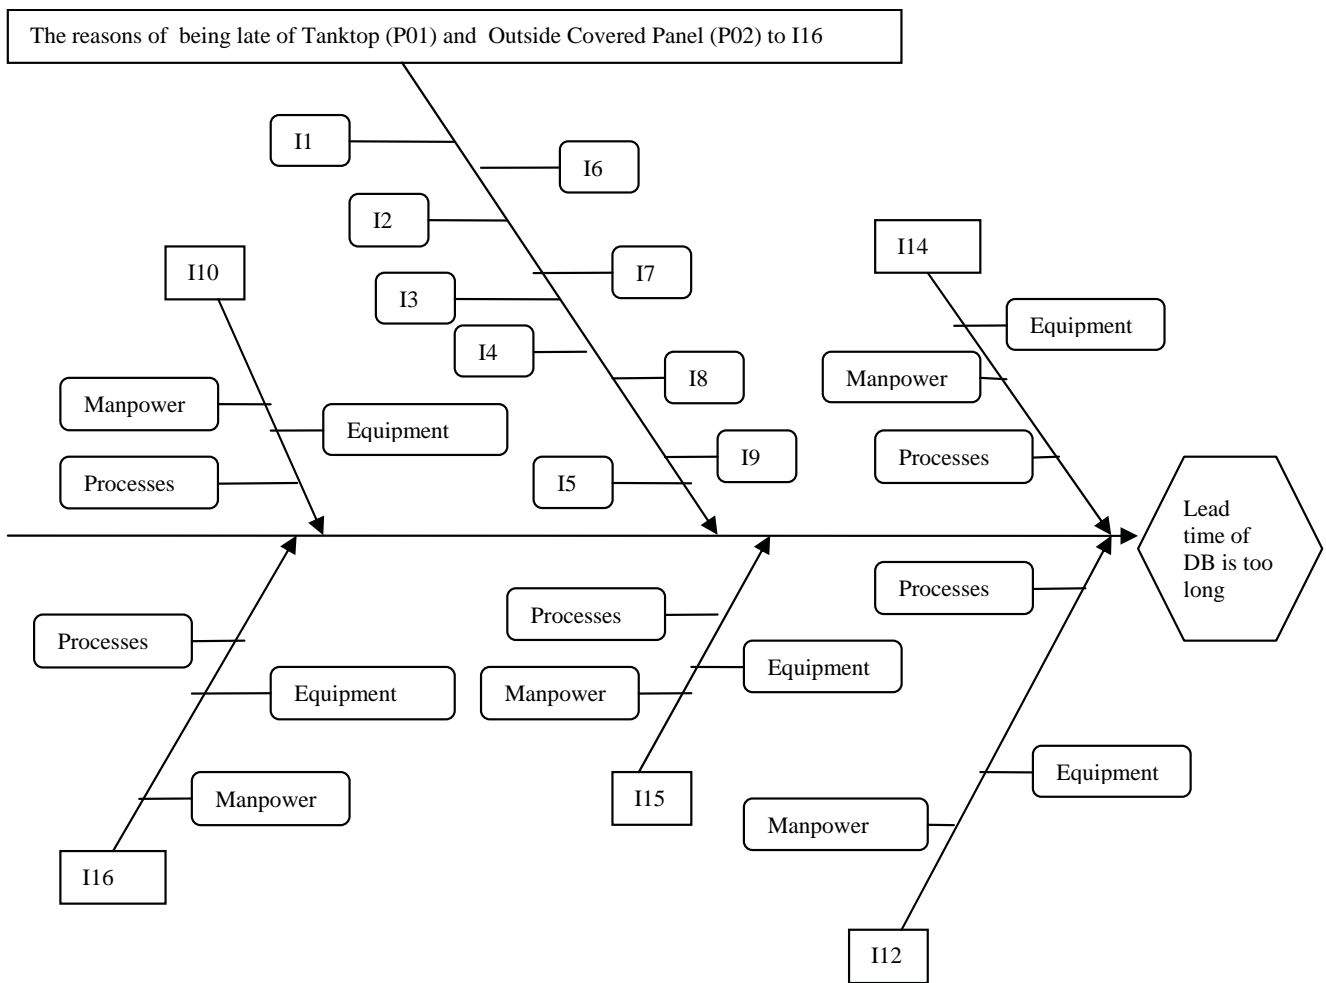 The reasons of being late of Tanktop (P01) and Outside Covered Panel (P02) to I16
I1
I6
I2
I10
I7
I3
I14
Equipment
I4
I8
Manpower
Manpower
Equipment
I9
Processes
Processes
I5
Lead
time of
DB is too
long
Processes
Processes
Processes
Equipment
Equipment
Manpower
Manpower
I15
Equipment
Manpower
I16
I12